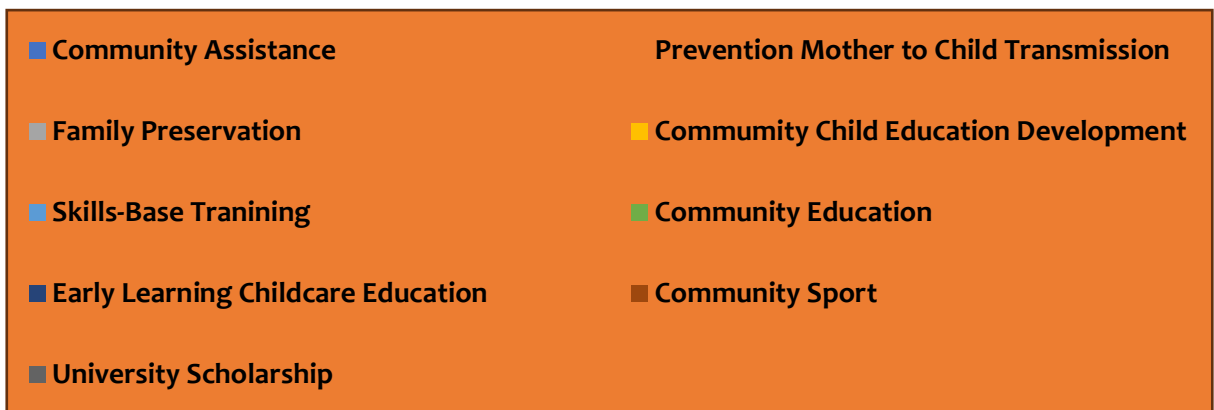 Community Assistance
Prevention Mother to Child Transmission
Family Preservation
Commumity Child Education Development
Skills-Base Tranining
Community Education
Early Learning Childcare Education
Community Sport
University Scholarship